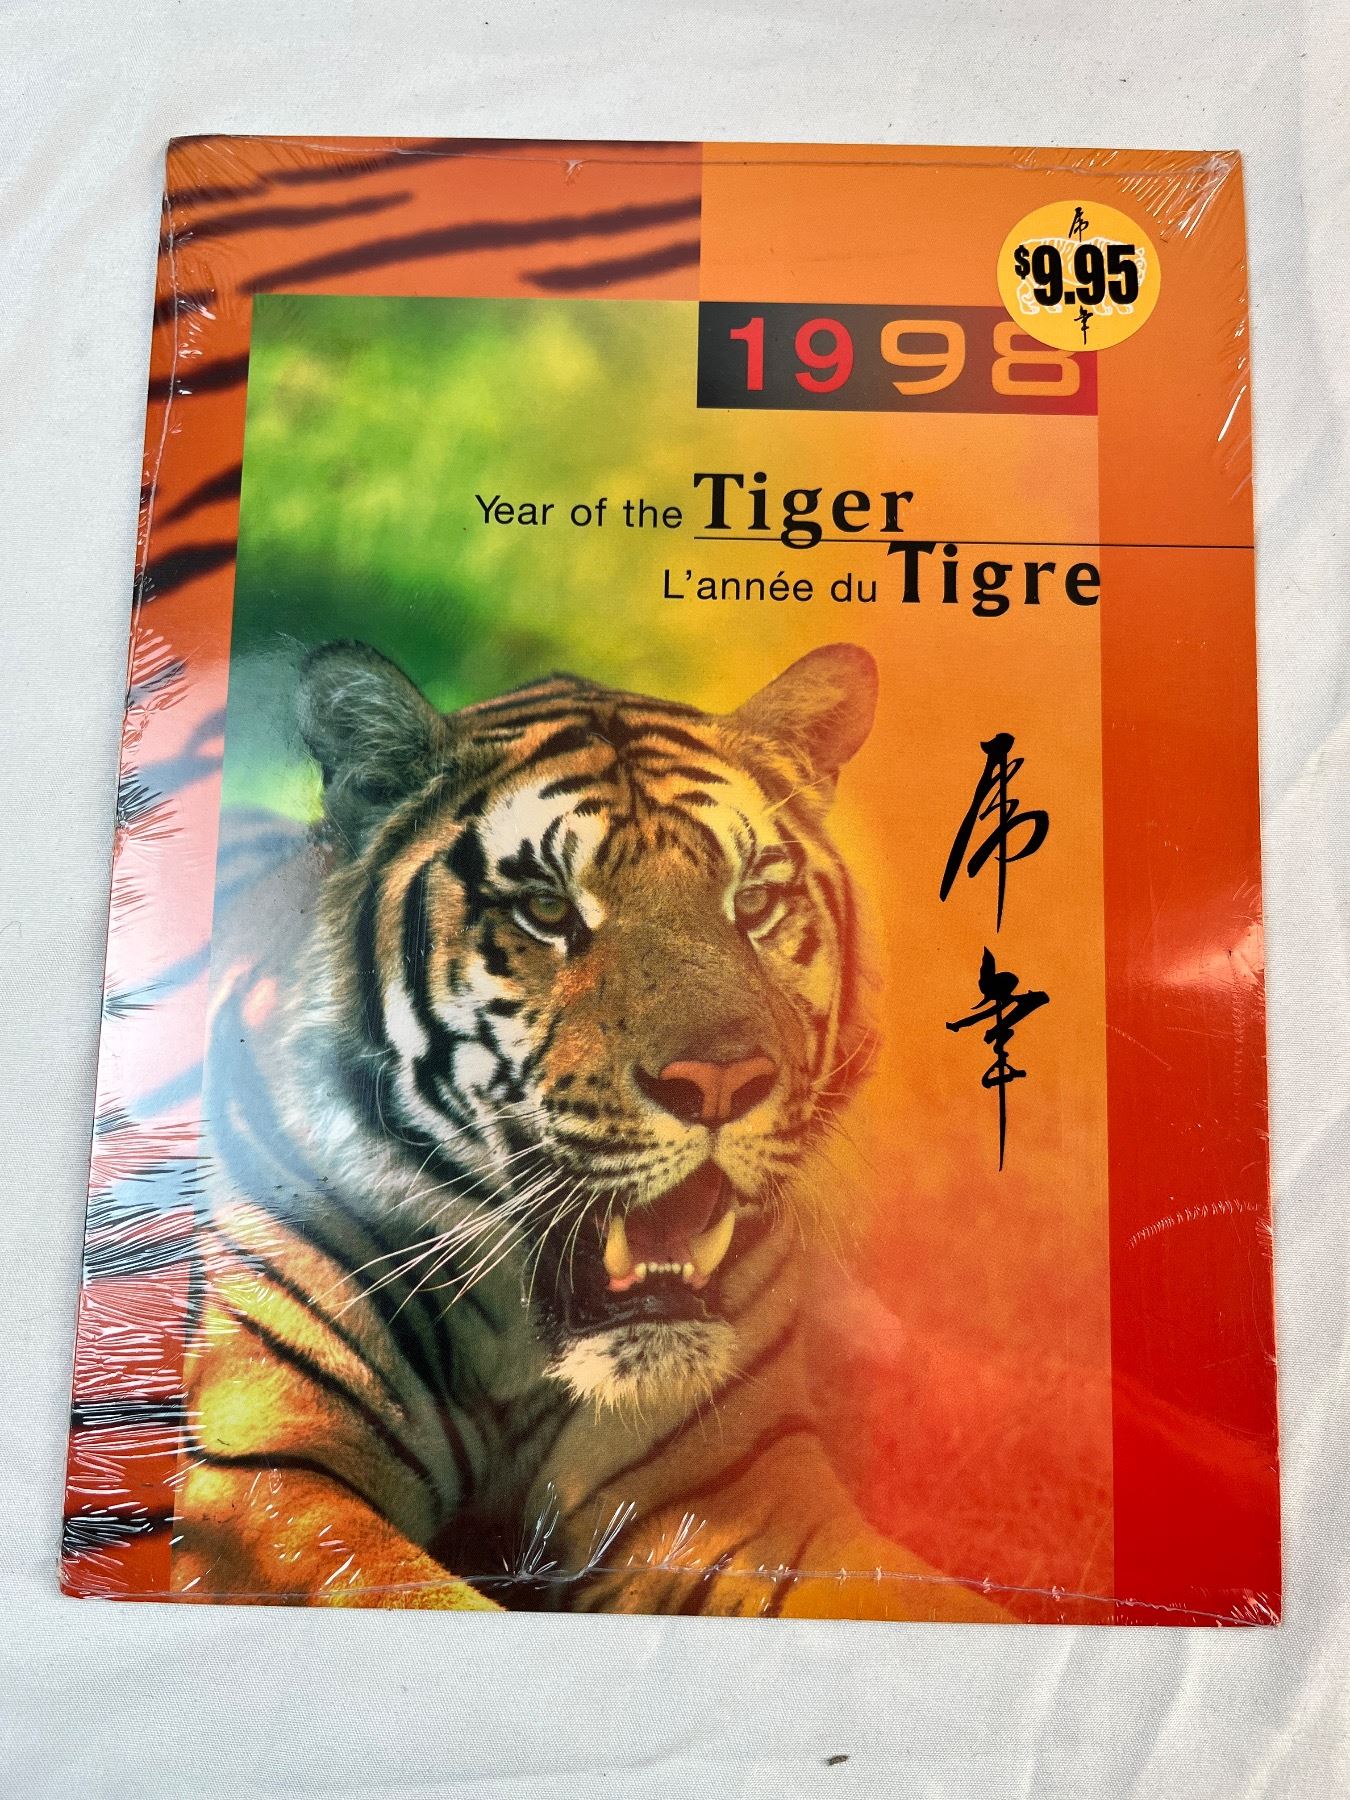 虎
$9.95
年
1998
Year of the Tiger
L'année du Tigre
虎
年